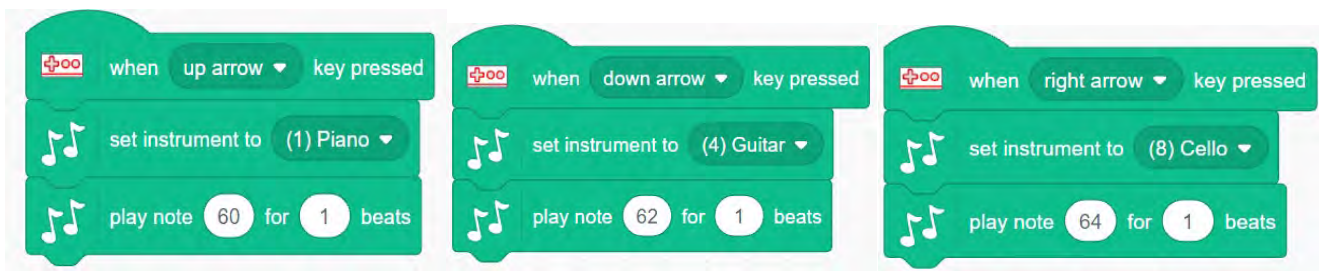 when up arrow key pressed
set instrument to (1) Piano
play note 60 for 1 beats
when down arrow key pressed
set instrument to (4) Guitar
play note 62 for 1 beats
when right arrow key pressed
set instrument to (8) Cello
play note 64 for 1 beats